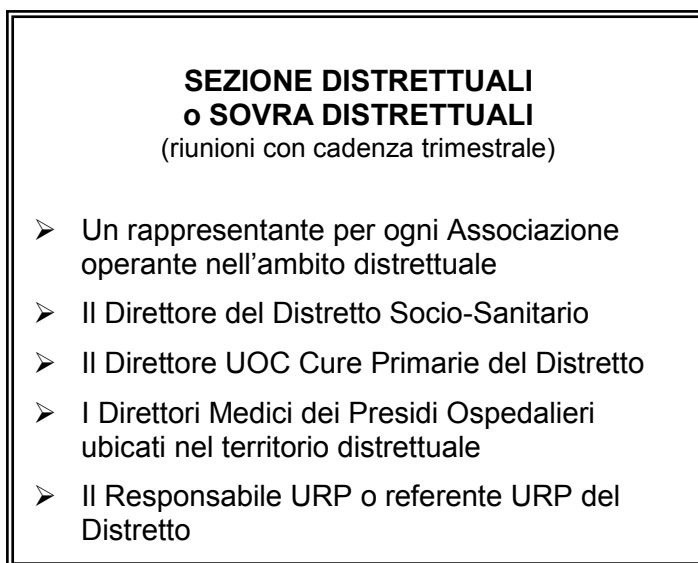 SEZIONE DISTRETTUALI
o SOVRA DISTRETTUALI
(riunioni con cadenza trimestrale)
➢ Un rappresentante per ogni Associazione
operante nell’ambito distrettuale
➢ Il Direttore del Distretto Socio-Sanitario
➢ Il Direttore UOC Cure Primarie del Distretto
➢ I Direttori Medici dei Presidi Ospedalieri
ubicati nel territorio distrettuale
➢ Il Responsabile URP o referente URP del
Distretto